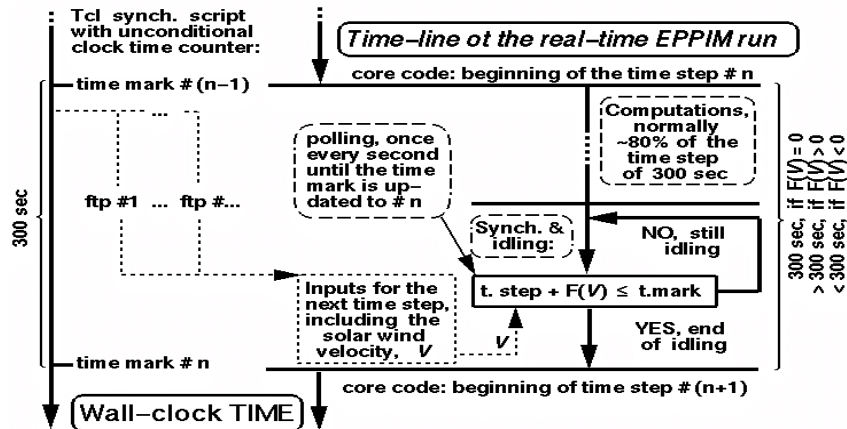 Tcl synch. script
with unconditional
clock time counter:
Time-line ot the real-time EPPIM run
time mark # (n-1)
core code: beginning of the time step # n
Computations,
normally
~80% of the
time step
of 300 sec
polling, once
every second
until the time
mark is up-
dated to # n
ftp #1 ... ftp #...
...
300 sec
Synch. &
idling:
NO, still
idling
t. step + F(V) ≤ t.mark
Inputs for the
next time step,
including the
solar wind
velocity, V
V
YES, end
of idling
300 sec, if F(V) = 0
> 300 sec, if F(V) > 0
< 300 sec, if F(V) < 0
time mark # n
core code: beginning of time step # (n+1)
Wall-clock TIME